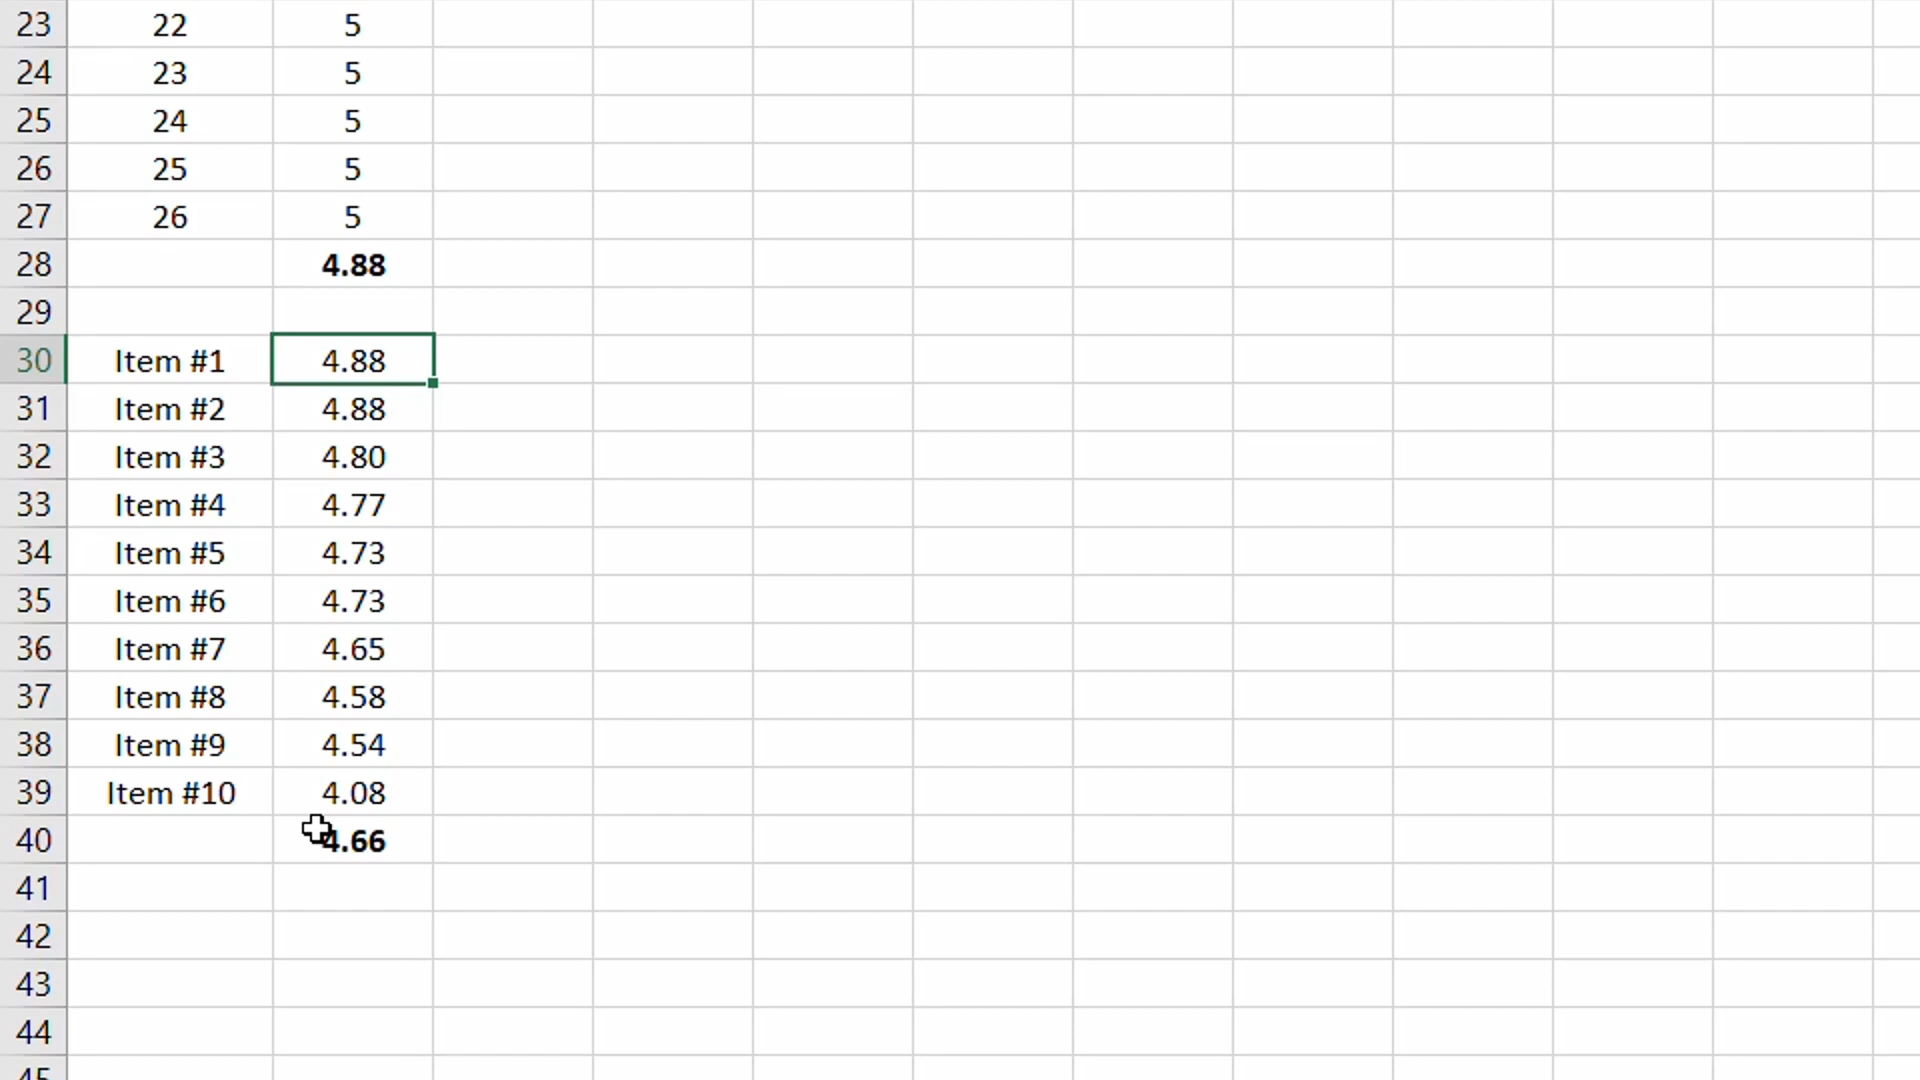 23 22 5
24 23 5
25 24 5
26 25 5
27 26 5
28 4.88
29
30 Item #1 4.88
31 Item #2 4.88
32 Item #3 4.80
33 Item #4 4.77
34 Item #5 4.73
35 Item #6 4.73
36 Item #7 4.65
37 Item #8 4.58
38 Item #9 4.54
39 Item #10 4.08
40 4.66
41
42
43
44
45